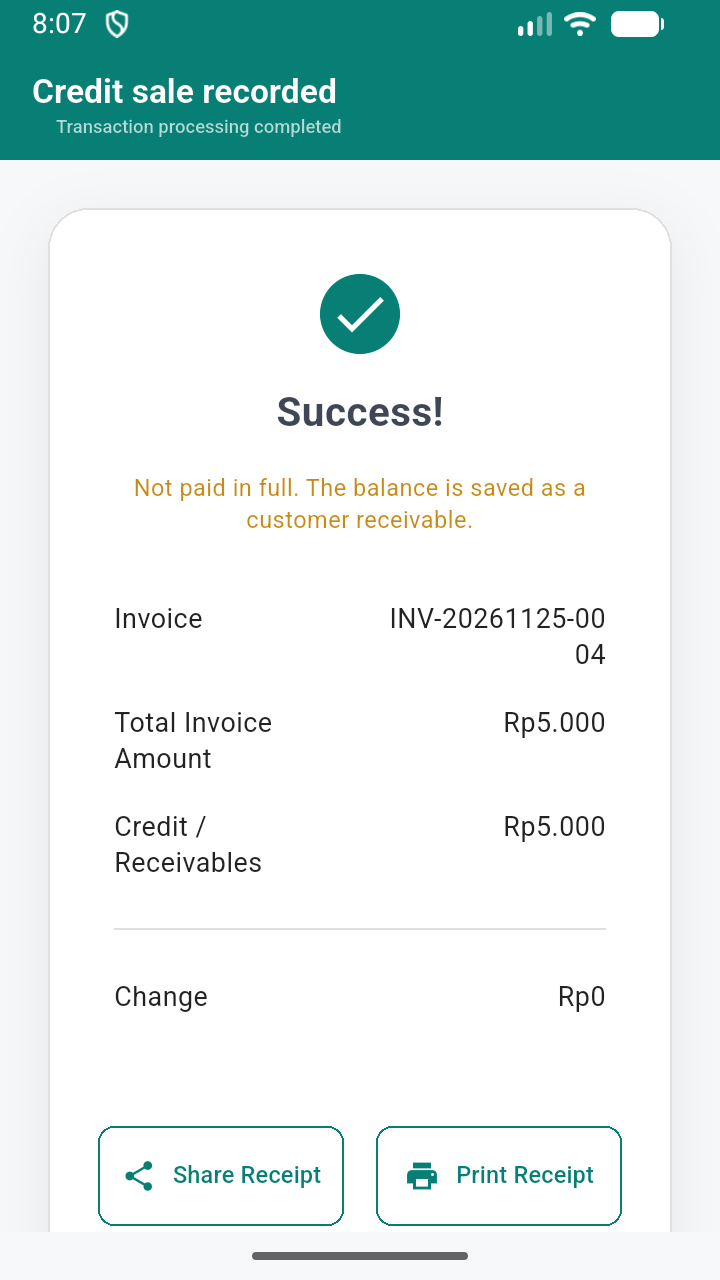 8:07
Credit sale recorded
Transaction processing completed
Success!
Not paid in full. The balance is saved as a
customer receivable.
Invoice INV-20261125-00
04
Total Invoice Rp5.000
Amount
Credit / Rp5.000
Receivables
Change Rp0
Share Receipt Print Receipt